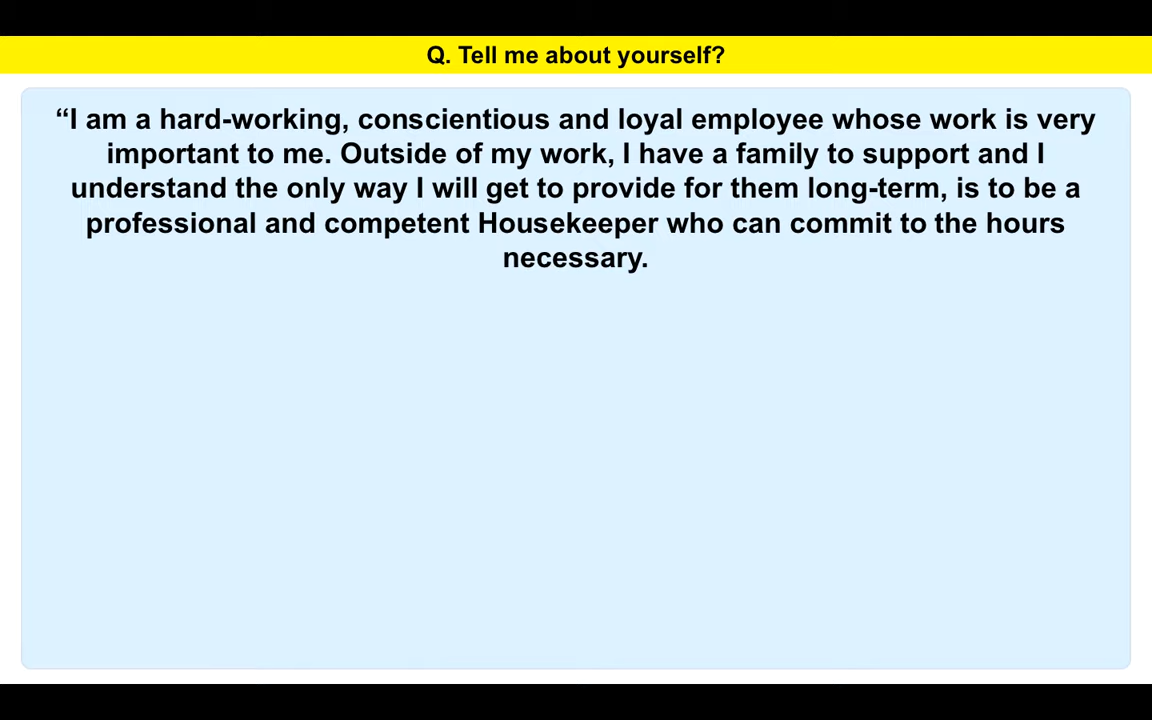 Q. Tell me about yourself?
“I am a hard-working, conscientious and loyal employee whose work is very
important to me. Outside of my work, I have a family to support and I
understand the only way I will get to provide for them long-term, is to be a
professional and competent Housekeeper who can commit to the hours
necessary.